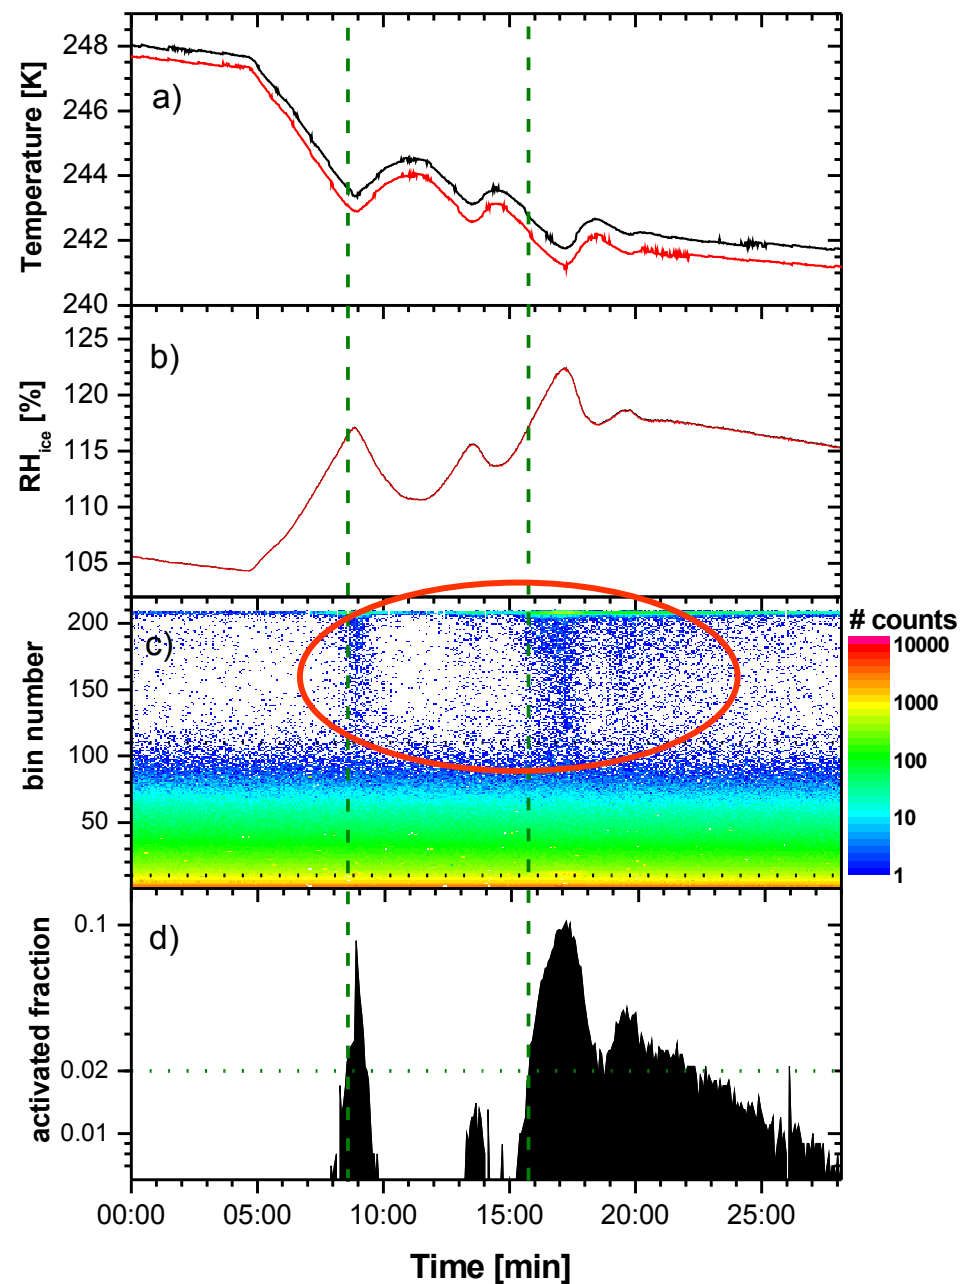 248
246
244
242
240
Temperature [K]
a)
125
120
115
110
105
RH_ice [%]
b)
200
150
100
50
bin number
c)
# counts
10000
1000
100
10
1
0.1
0.02
0.01
activated fraction
d)
00:00 05:00 10:00 15:00 20:00 25:00
Time [min]